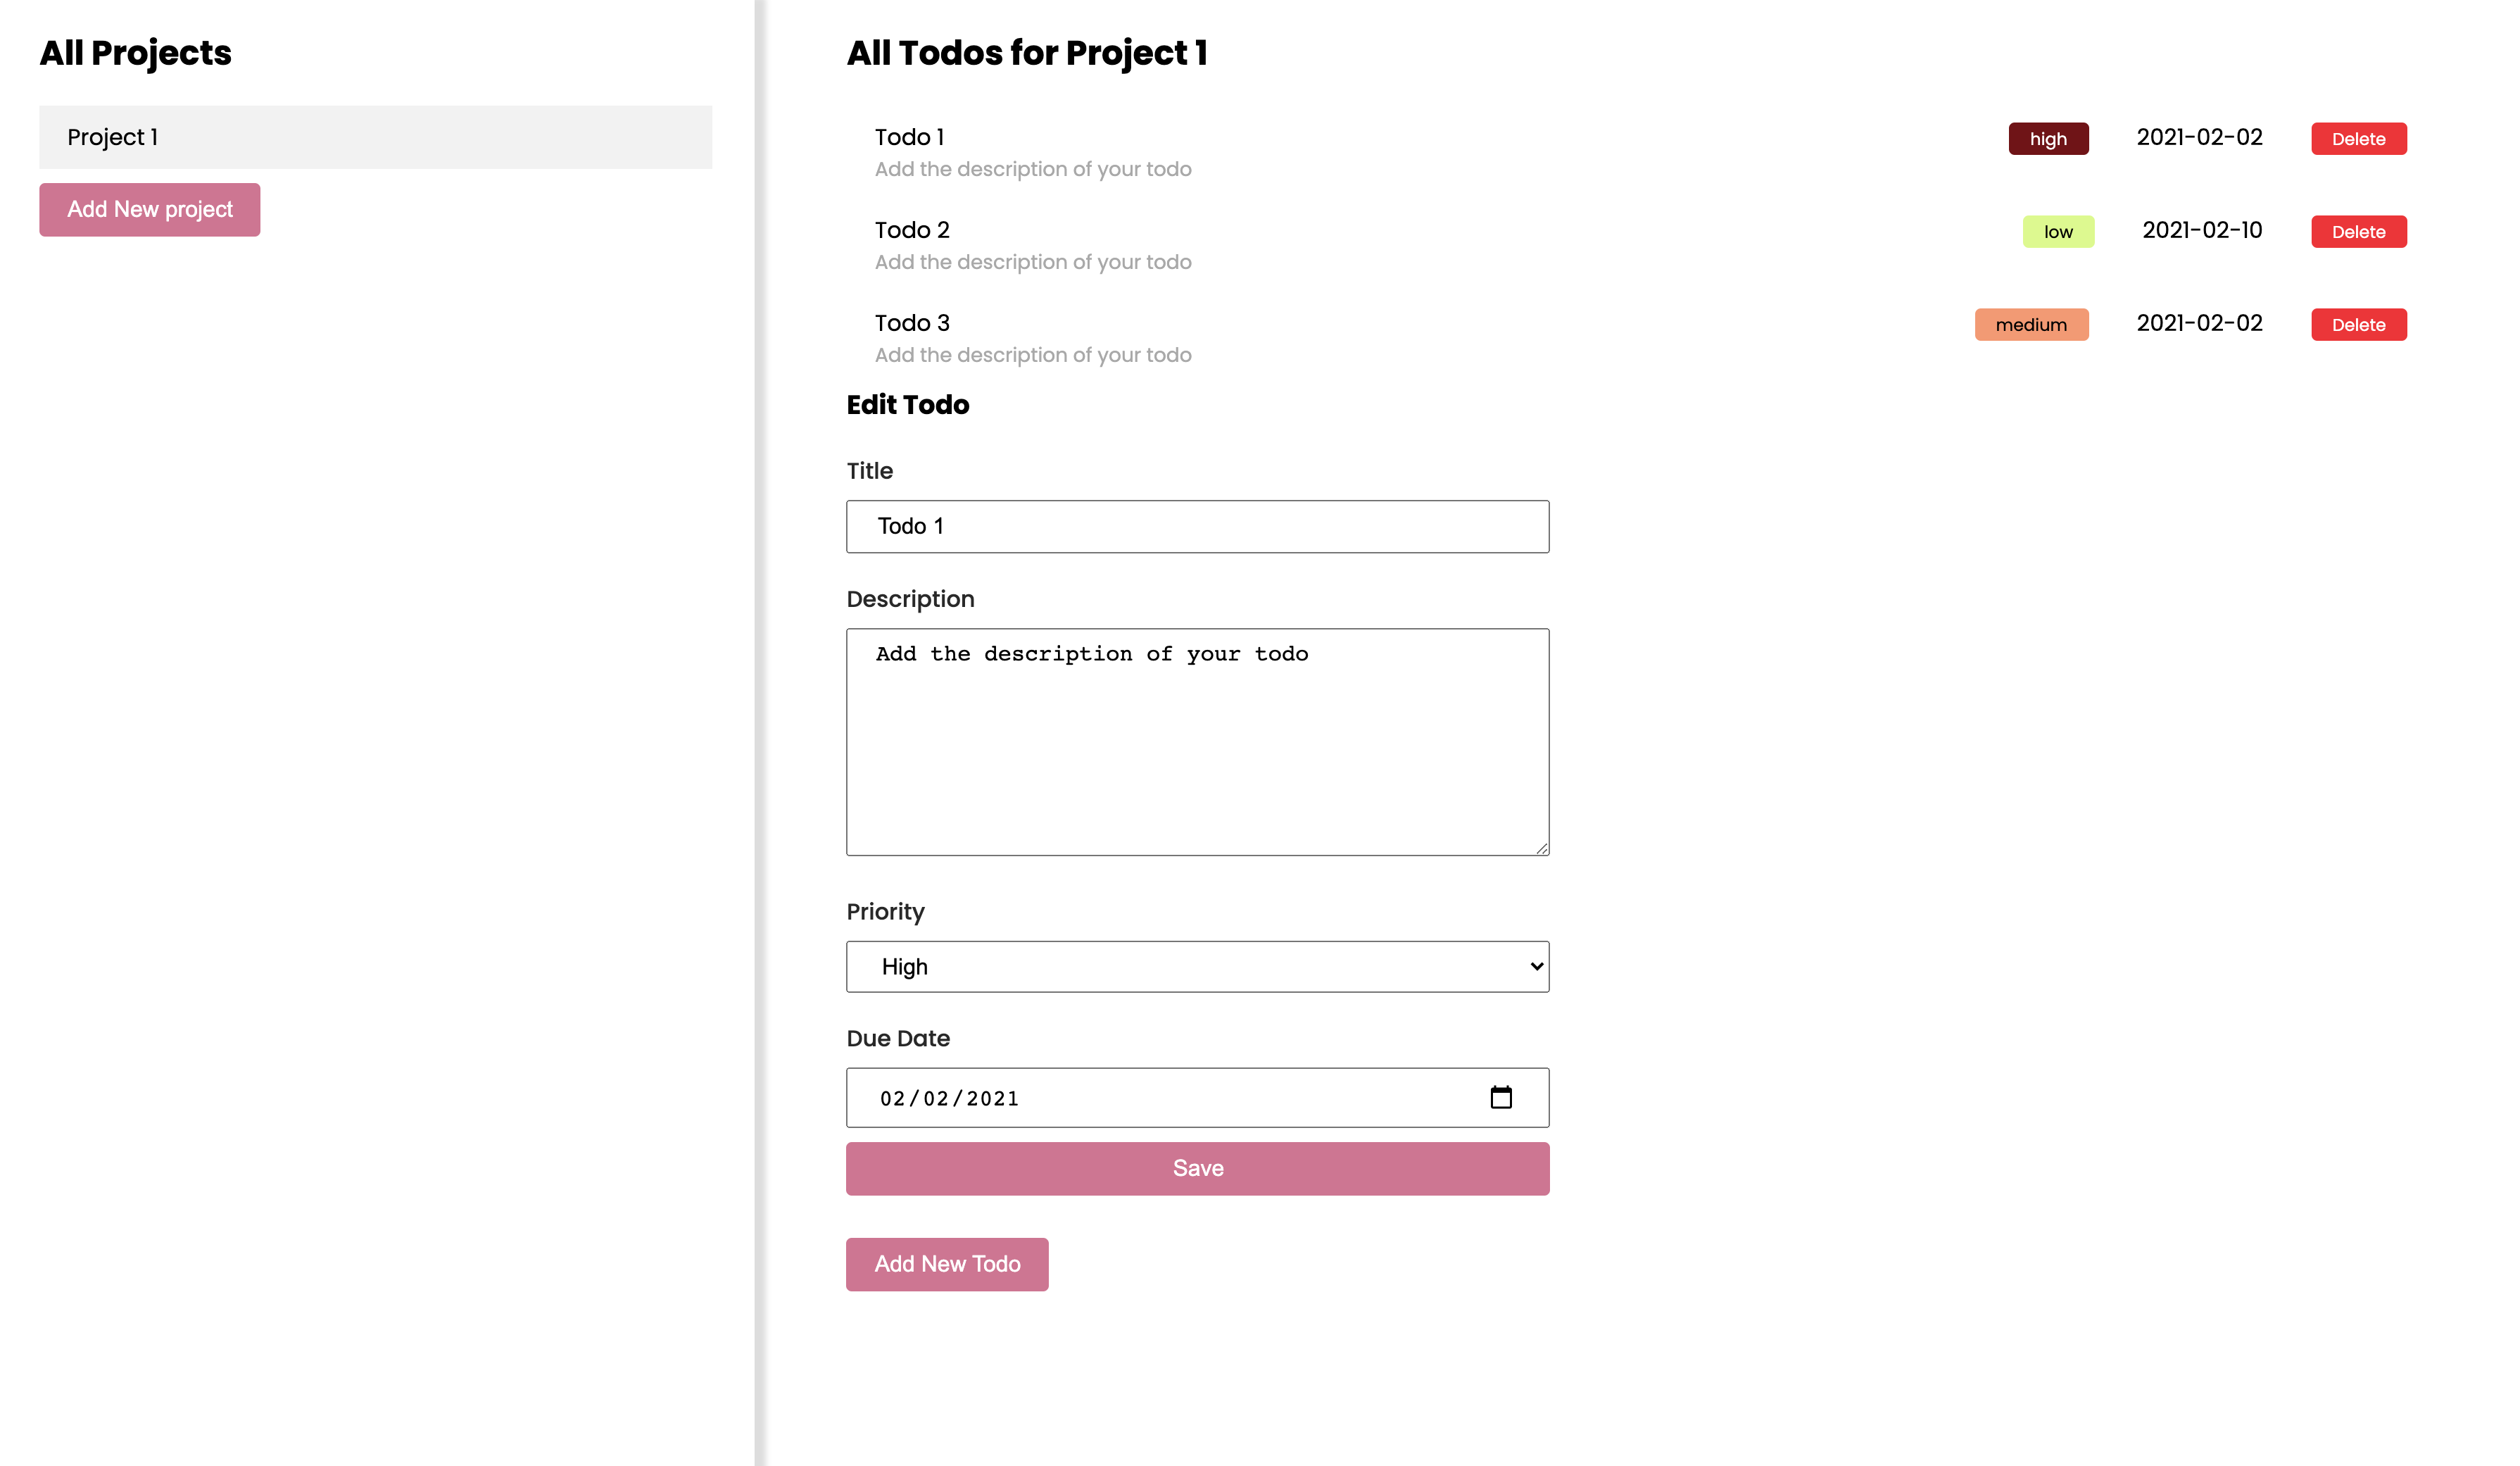 All Projects
Project 1
Add New project
All Todos for Project 1
Todo 1 high 2021-02-02 Delete
Add the description of your todo
Todo 2 low 2021-02-10 Delete
Add the description of your todo
Todo 3 medium 2021-02-02 Delete
Add the description of your todo
Edit Todo
Title
Todo 1
Description
Add the description of your todo
Priority
High
Due Date
02/02/2021
Save
Add New Todo